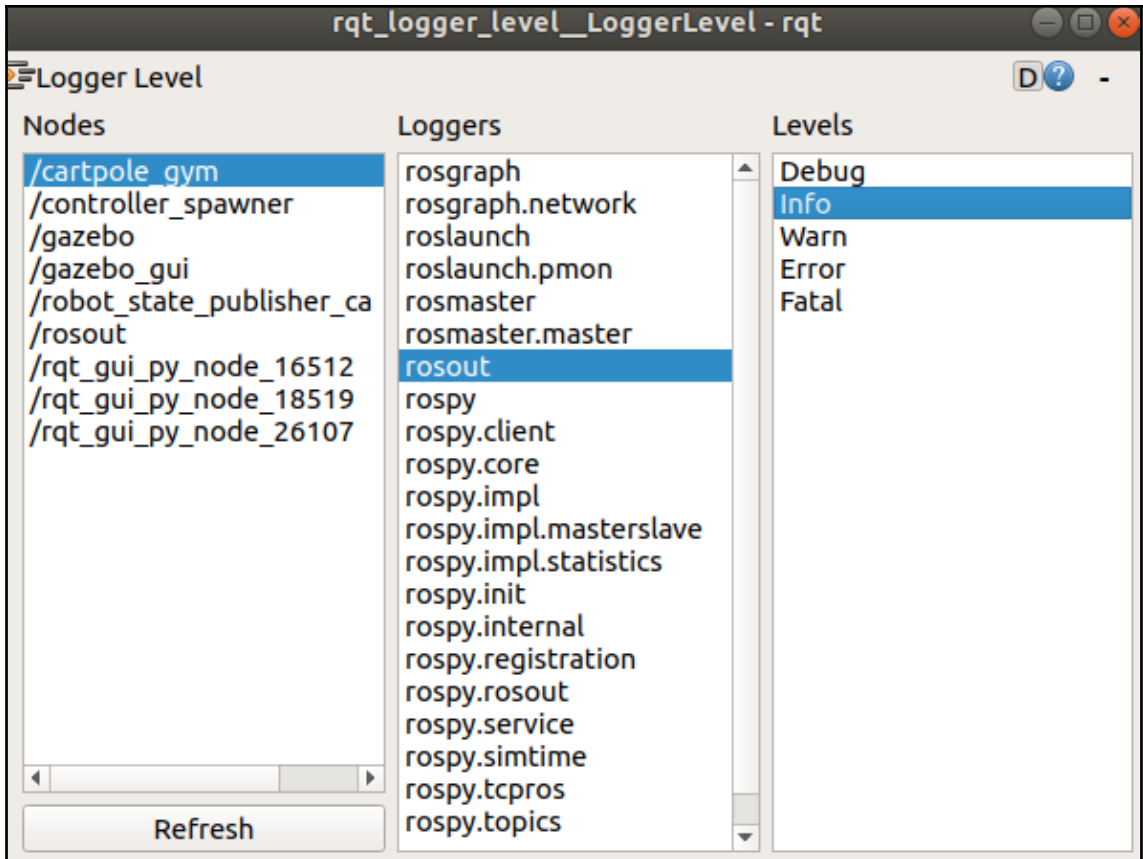 rqt_logger_level__LoggerLevel - rqt
Logger Level
D ? -
Nodes
/cartpole_gym
/controller_spawner
/gazebo
/gazebo_gui
/robot_state_publisher_ca
/rosout
/rqt_gui_py_node_16512
/rqt_gui_py_node_18519
/rqt_gui_py_node_26107
Refresh
Loggers
rosgraph
rosgraph.network
roslaunch
roslaunch.pmon
rosmaster
rosmaster.master
rosout
rospy
rospy.client
rospy.core
rospy.impl
rospy.impl.masterslave
rospy.impl.statistics
rospy.init
rospy.internal
rospy.registration
rospy.rosout
rospy.service
rospy.simtime
rospy.tcpros
rospy.topics
Levels
Debug
Info
Warn
Error
Fatal